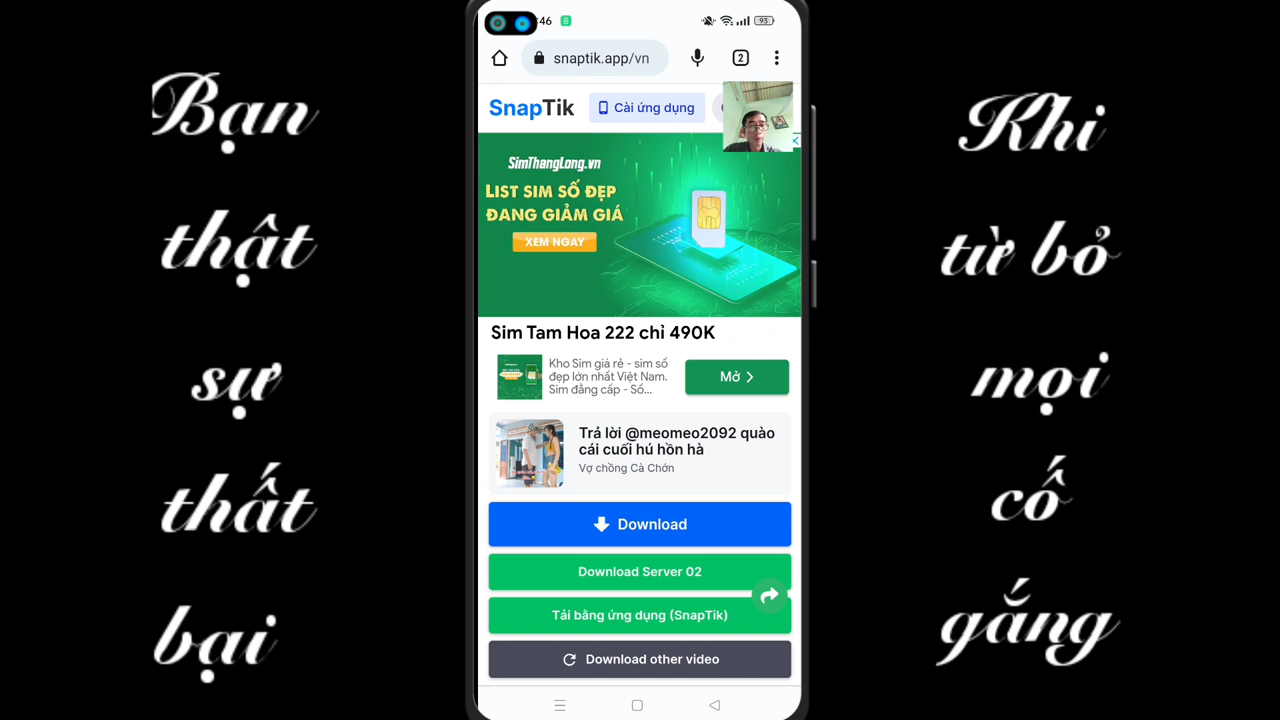 Bạn
thật
sự
thất
bại
:46
93
snaptik.app/vn
2
SnapTik
Cài ứng dụng
SimThangLong.vn
LIST SIM SỐ ĐẸP
ĐANG GIẢM GIÁ
XEM NGAY
Sim Tam Hoa 222 chỉ 490K
Kho Sim giá rẻ - sim số
đẹp lớn nhất Việt Nam.
Sim đẳng cấp - Số...
Mở
Trả lời @meomeo2092 quào
cái cuối hú hồn hà
Vợ chồng Cà Chớn
Download
Download Server 02
Tải bằng ứng dụng (SnapTik)
Download other video
Khi
từ bỏ
mọi
cố
gắng